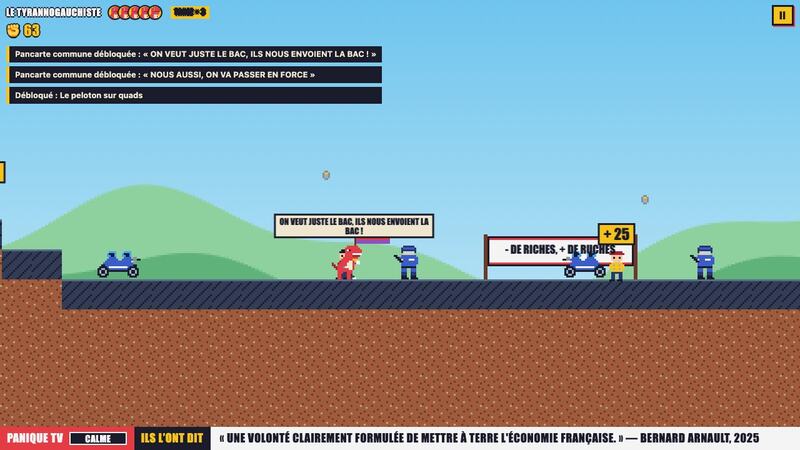 LE TYRANNOGAUCHISTE
63
Pancarte commune débloquée : « ON VEUT JUSTE LE BAC, ILS NOUS ENVOIENT LA BAC ! »
Pancarte commune débloquée : « NOUS AUSSI, ON VA PASSER EN FORCE »
Débloqué : Le peloton sur quads
ON VEUT JUSTE LE BAC, ILS NOUS ENVOIENT LA
BAC !
+ 25
- DE RICHES, + DE RUCHES
PANIQUE TV
CALME
ILS L'ONT DIT
« UNE VOLONTÉ CLAIREMENT FORMULÉE DE METTRE À TERRE L'ÉCONOMIE FRANÇAISE. » — BERNARD ARNAULT, 2025